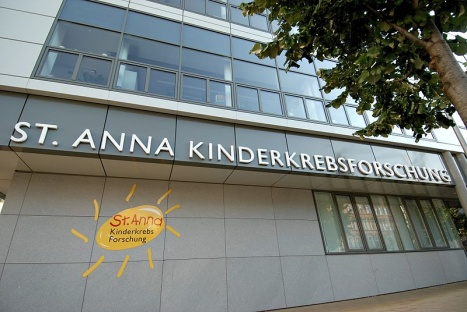 ST. ANNA KINDERKREBSFORSCHUNG
St. Anna
Kinderkrebs
Forschung